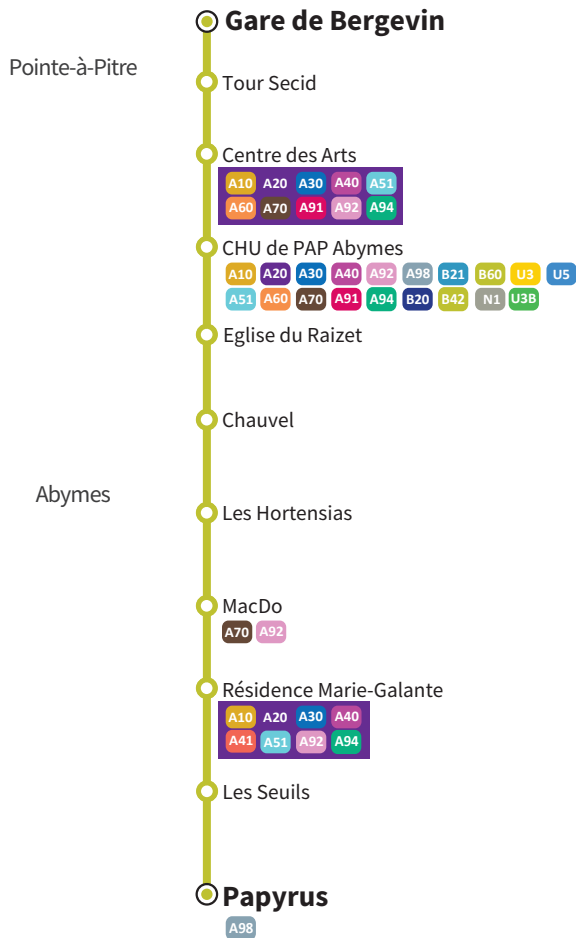 Gare de Bergevin
Pointe-à-Pitre
Tour Secid
Centre des Arts
A10 A20 A30 A40 A51
A60 A70 A91 A92 A94
CHU de PAP Abymes
A10 A20 A30 A40 A92 A98 B21 B60 U3 U5
A51 A60 A70 A91 A94 B20 B42 N1 U3B
Eglise du Raizet
Chauvel
Abymes
Les Hortensias
MacDo
A70 A92
Résidence Marie-Galante
A10 A20 A30 A40
A41 A51 A92 A94
Les Seuils
Papyrus
A98